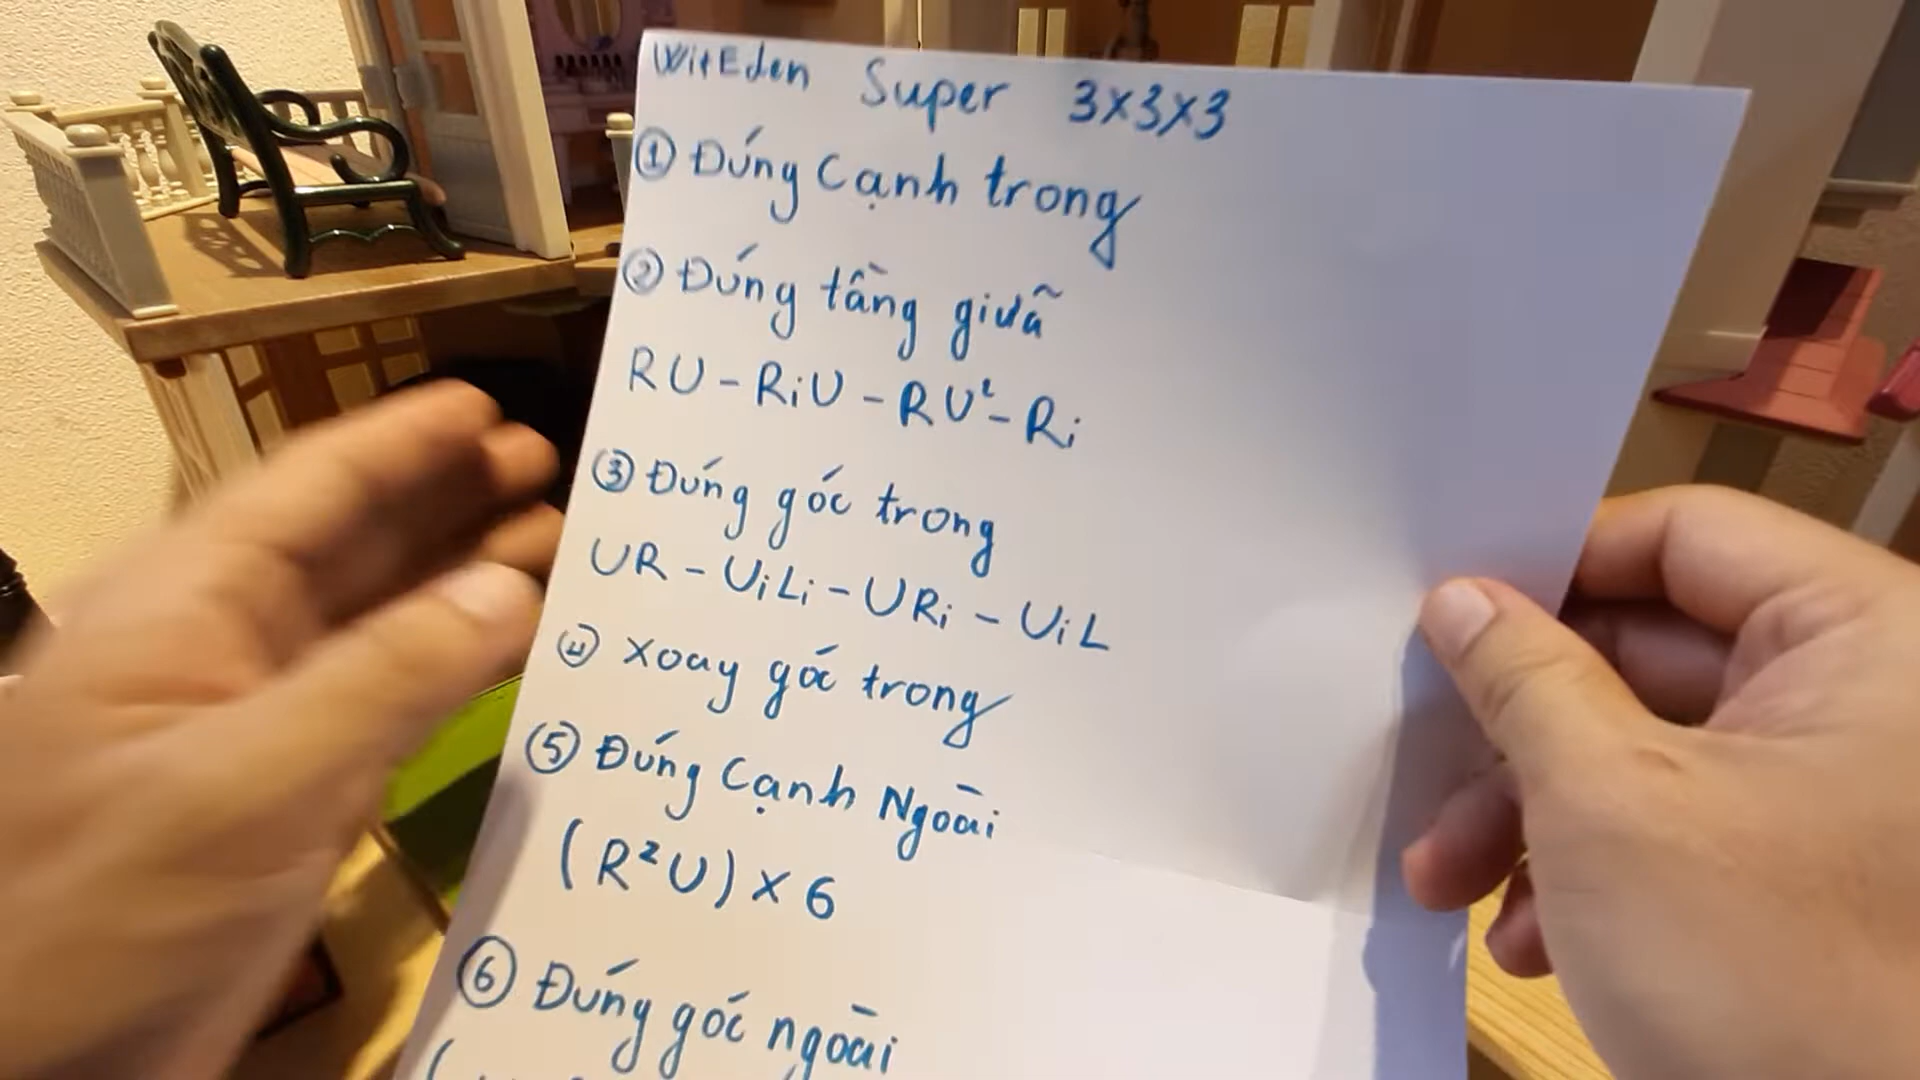 WitEden Super 3x3x3
① Đúng Cạnh trong
② Đúng tầng giữa
RU - RiU - RU² - Ri
③ Đúng góc trong
UR - UiLi - URi - UiL
④ Xoay góc trong
⑤ Đúng Cạnh Ngoài
(R²U) x 6
⑥ Đúng góc ngoài